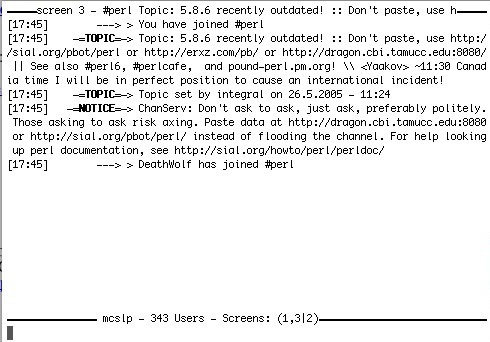 screen 3 - #perl Topic: 5.8.6 recently outdated! :: Don't paste, use h
[17:45] ---> > You have joined #perl
[17:45] -=TOPIC=-> Topic: 5.8.6 recently outdated! :: Don't paste, use http:/
/sial.org/pbot/perl or http://erxz.com/pb/ or http://dragon.cbi.tamucc.edu:8080/
|| See also #perl6, #perlcafe, and pound-perl.pm.org! \\ <Yaakov> ~11:30 Canad
ia time I will be in perfect position to cause an international incident!
[17:45] -=TOPIC=-> Topic set by integral on 26.5.2005 - 11:24
[17:45] -=NOTICE=-> ChanServ: Don't ask to ask, just ask, preferably politely.
Those asking to ask risk axing. Paste data at http://dragon.cbi.tamucc.edu:8080
or http://sial.org/pbot/perl/ instead of flooding the channel. For help looking
up perl documentation, see http://sial.org/howto/perl/perldoc/
[17:45] ---> > DeathWolf has joined #perl
mcslp - 343 Users - Screens: (1,3|2)